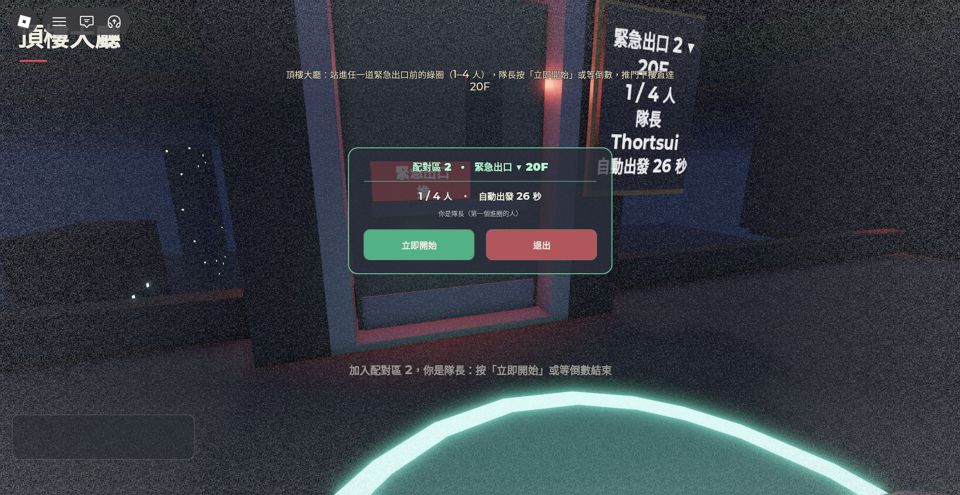 頂樓大廳
頂樓大廳：站進任一道緊急出口前的綠圈（1–4 人），隊長按「立即開始」或等倒數，推門下樓直達
20F
緊急出口 2 ▼
20F
1 / 4 人
隊長
Thortsui
自動出發 26 秒
緊急出口
推
配對區 2 • 緊急出口 ▼ 20F
1 / 4 人 • 自動出發 26 秒
你是隊長（第一個進圈的人）
立即開始
退出
加入配對區 2，你是隊長：按「立即開始」或等倒數結束